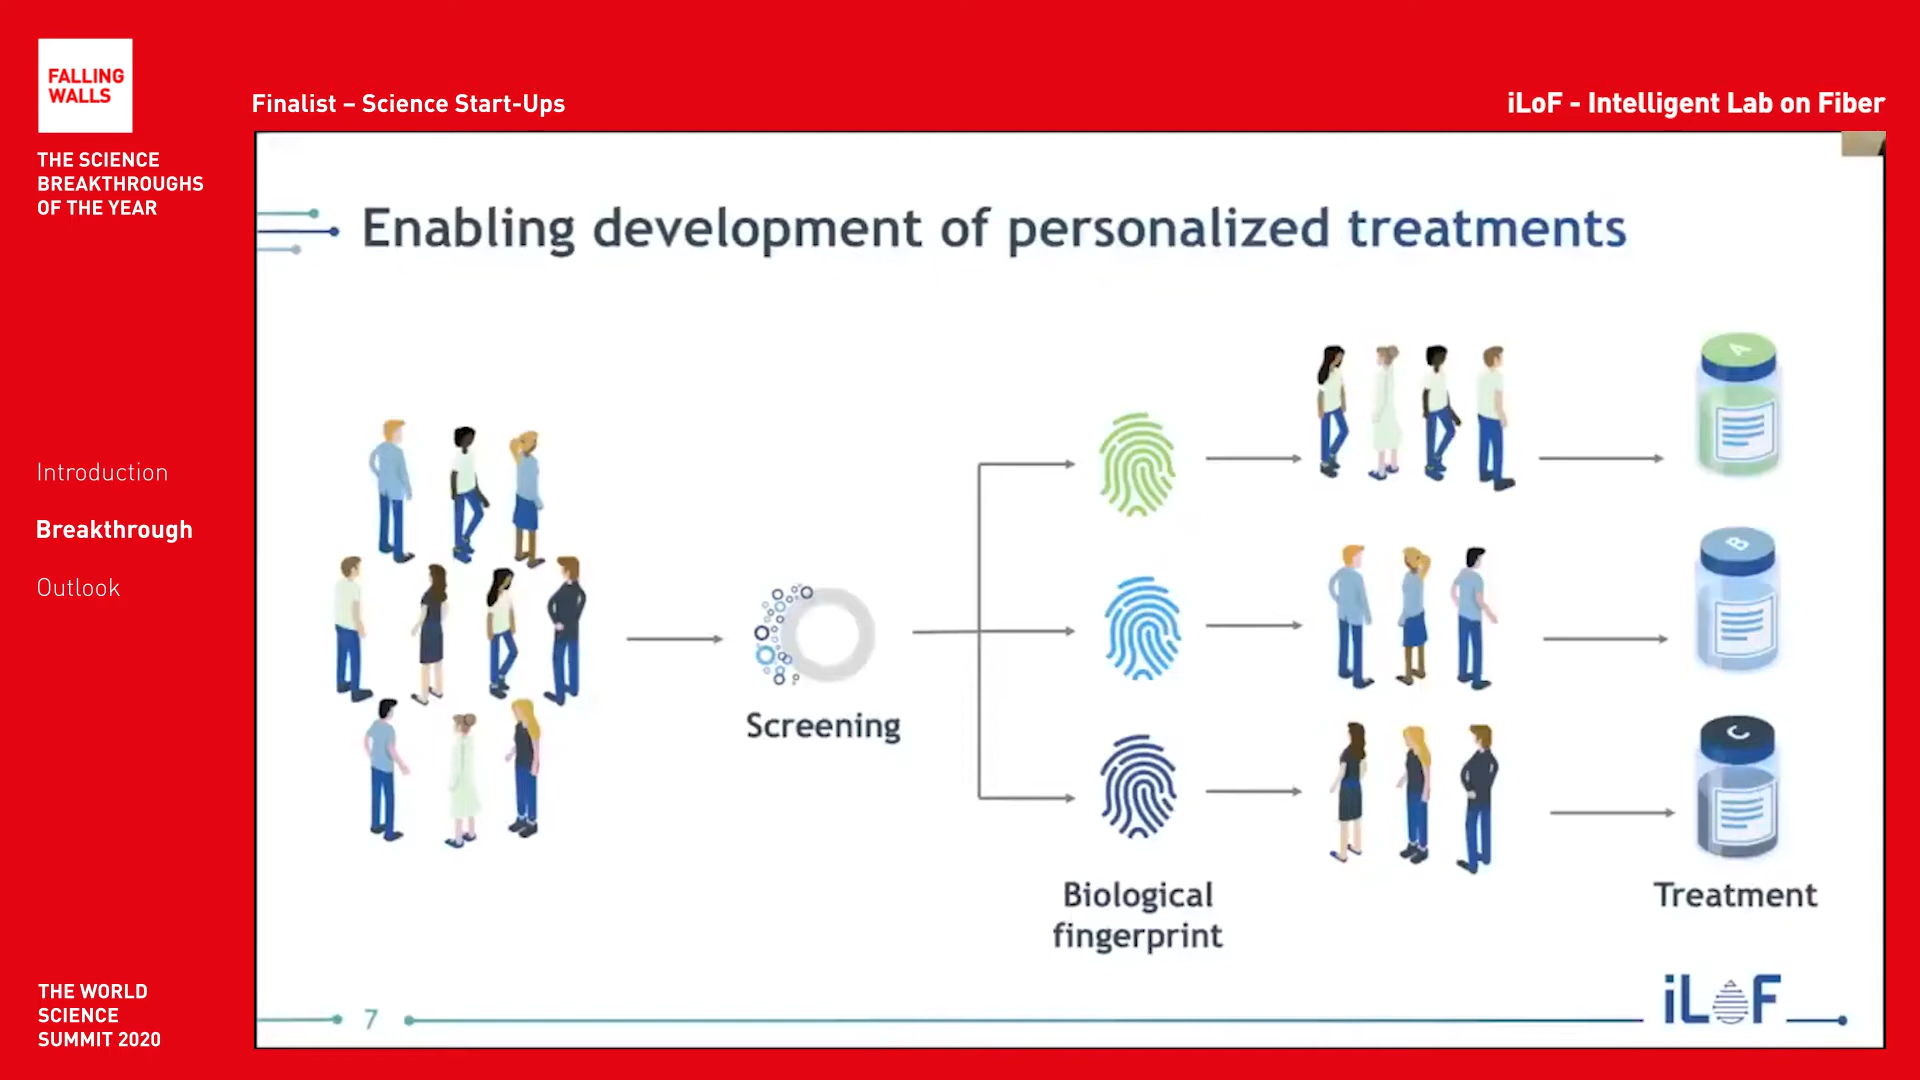 FALLING
WALLS
THE SCIENCE
BREAKTHROUGHS
OF THE YEAR
Finalist – Science Start-Ups
iLoF - Intelligent Lab on Fiber
Enabling development of personalized treatments
Introduction
Breakthrough
Outlook
A
B
C
Screening
Biological
fingerprint
Treatment
THE WORLD
SCIENCE
SUMMIT 2020
7
iLoF